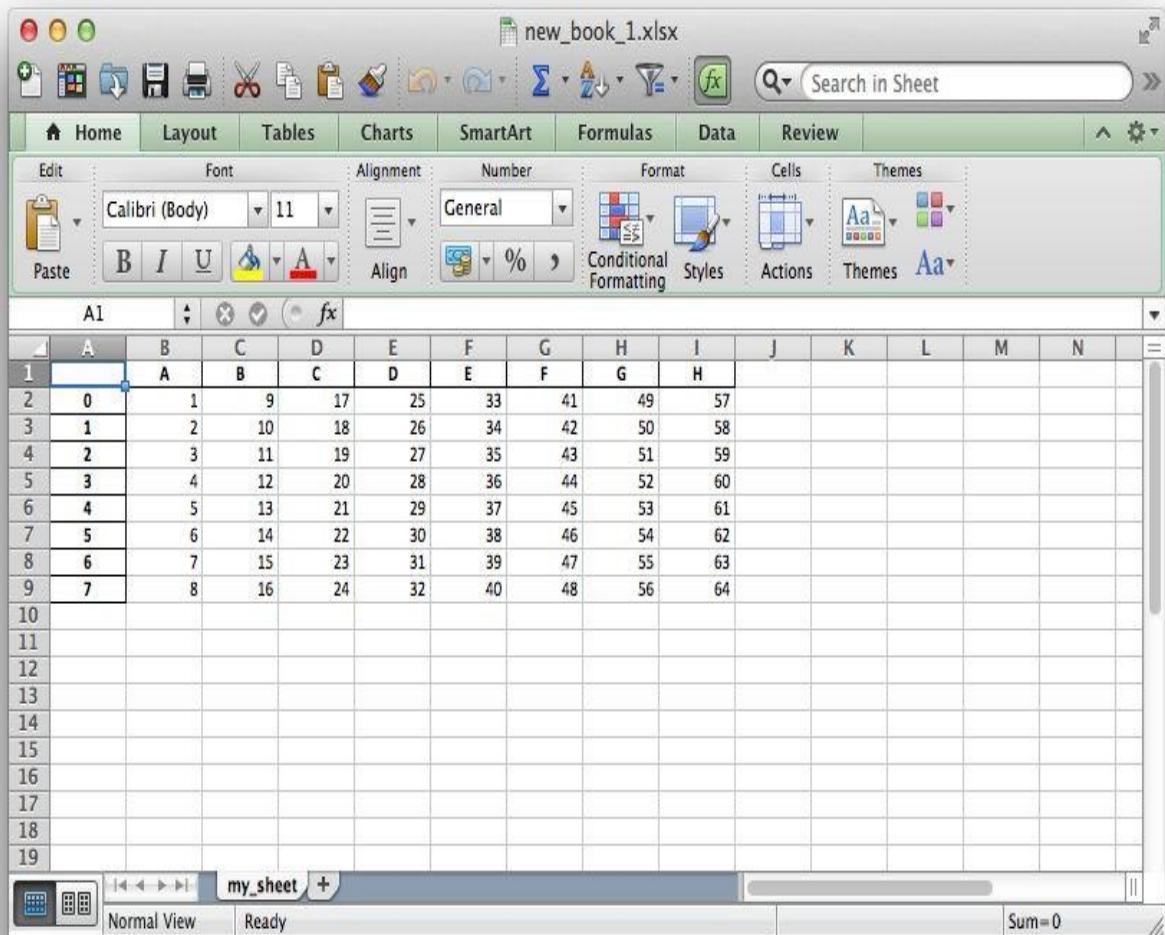 new_book_1.xlsx
fx Search in Sheet
Home Layout Tables Charts SmartArt Formulas Data Review
Edit Font Alignment Number Format Cells Themes
Calibri (Body) 11 General Aa
Paste B I U A Align % , Conditional Formatting Styles Actions Themes Aa
A1 fx
A B C D E F G H I J K L M N
1 A B C D E F G H
2 0 1 9 17 25 33 41 49 57
3 1 2 10 18 26 34 42 50 58
4 2 3 11 19 27 35 43 51 59
5 3 4 12 20 28 36 44 52 60
6 4 5 13 21 29 37 45 53 61
7 5 6 14 22 30 38 46 54 62
8 6 7 15 23 31 39 47 55 63
9 7 8 16 24 32 40 48 56 64
10
11
12
13
14
15
16
17
18
19
my_sheet +
Normal View Ready Sum=0